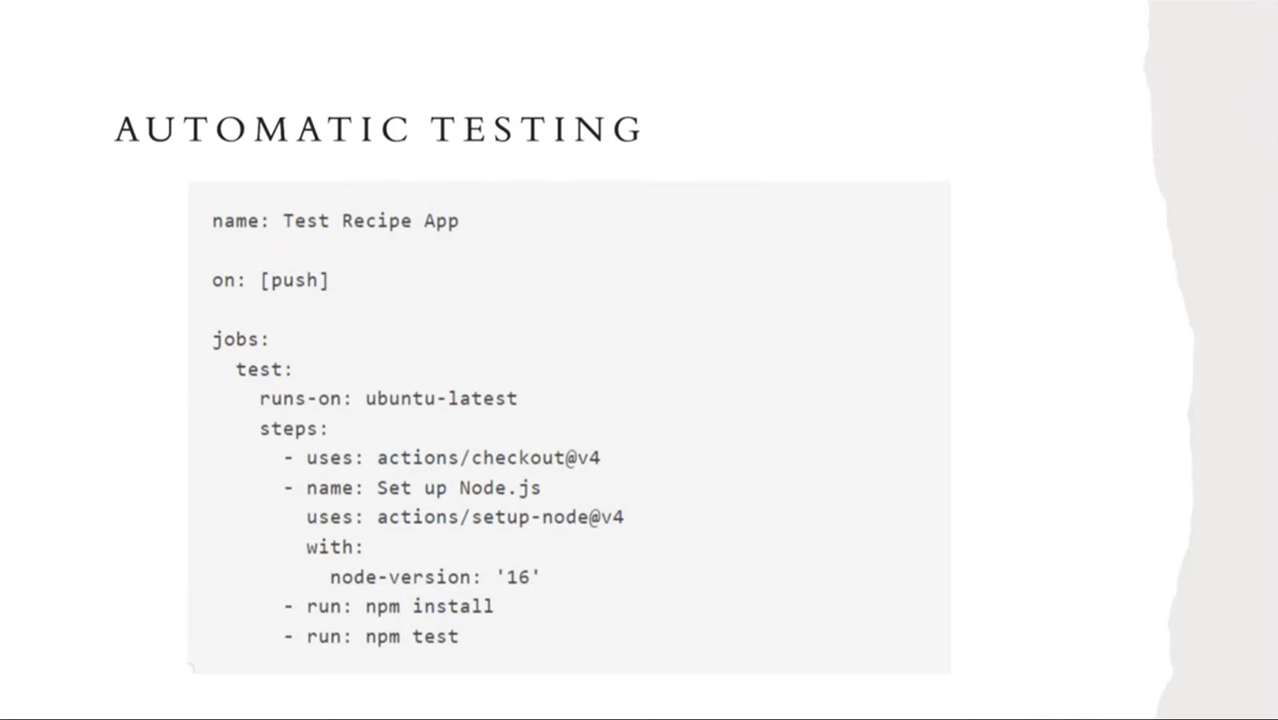 AUTOMATIC TESTING
name: Test Recipe App
on: [push]
jobs:
  test:
    runs-on: ubuntu-latest
    steps:
      - uses: actions/checkout@v4
      - name: Set up Node.js
        uses: actions/setup-node@v4
        with:
          node-version: '16'
      - run: npm install
      - run: npm test